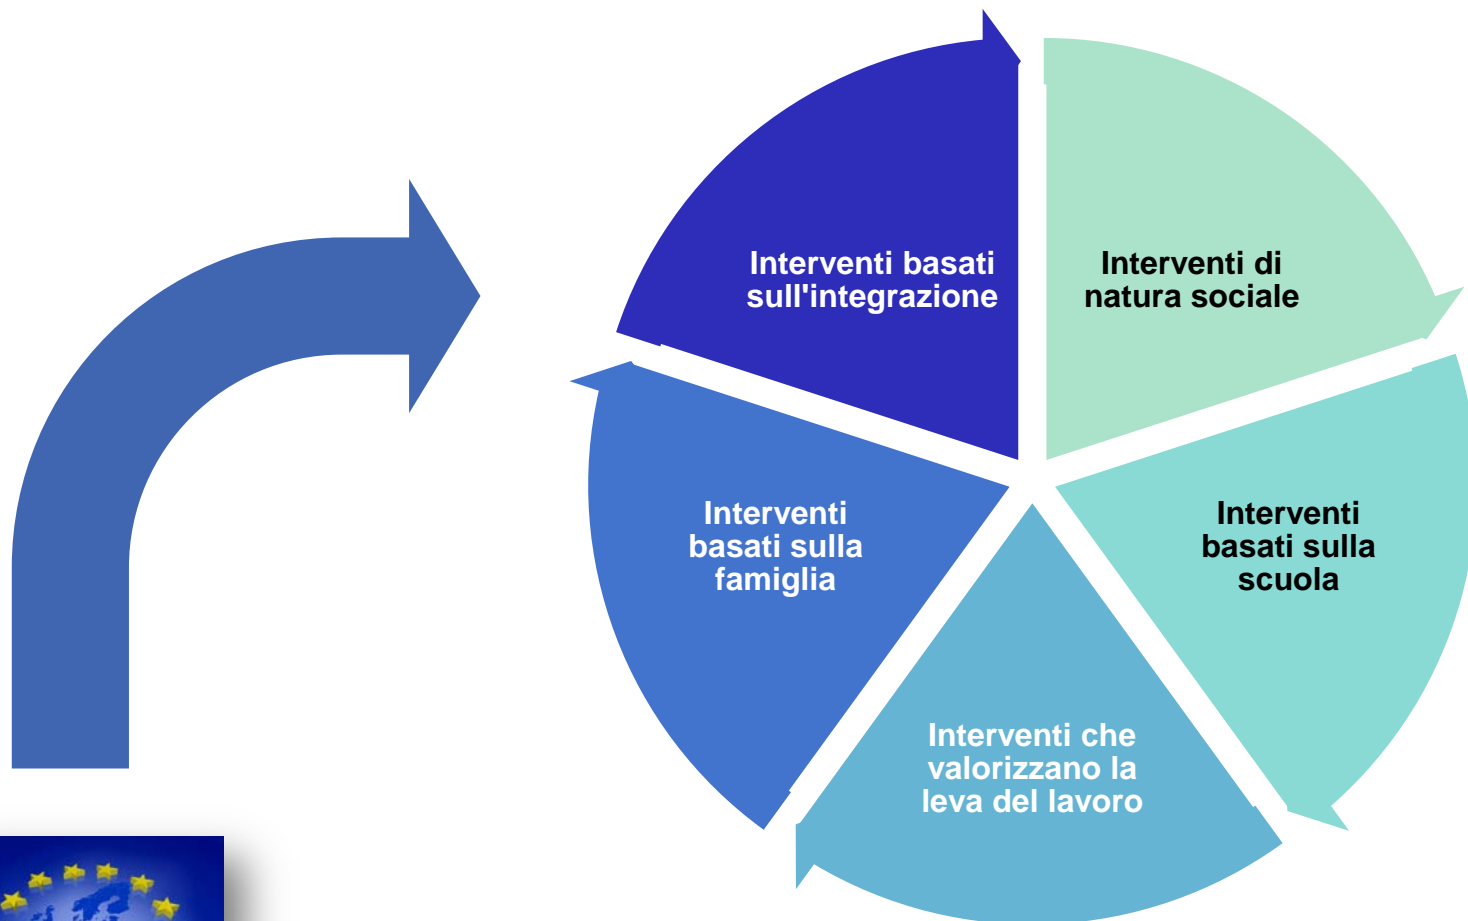 Interventi basati
sull'integrazione
Interventi di
natura sociale
Interventi
basati sulla
famiglia
Interventi
basati sulla
scuola
Interventi che
valorizzano la
leva del lavoro